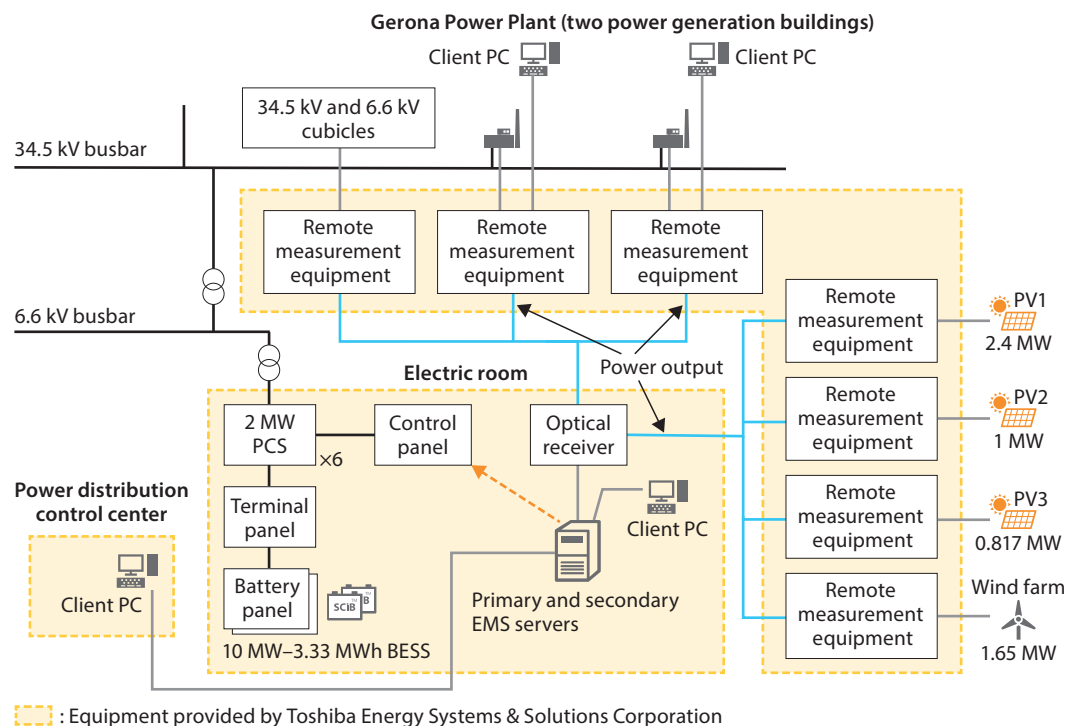 Gerona Power Plant (two power generation buildings)
Client PC
Client PC
34.5 kV and 6.6 kV
cubicles
34.5 kV busbar
Remote
measurement
equipment
Remote
measurement
equipment
Remote
measurement
equipment
6.6 kV busbar
Power output
Remote
measurement
equipment
PV1
2.4 MW
Remote
measurement
equipment
PV2
1 MW
Remote
measurement
equipment
PV3
0.817 MW
Remote
measurement
equipment
Wind farm
1.65 MW
Electric room
2 MW
PCS
×6
Control
panel
Optical
receiver
Terminal
panel
Client PC
Battery
panel
SCiB™
Primary and secondary
EMS servers
10 MW–3.33 MWh BESS
Power distribution
control center
Client PC
: Equipment provided by Toshiba Energy Systems & Solutions Corporation